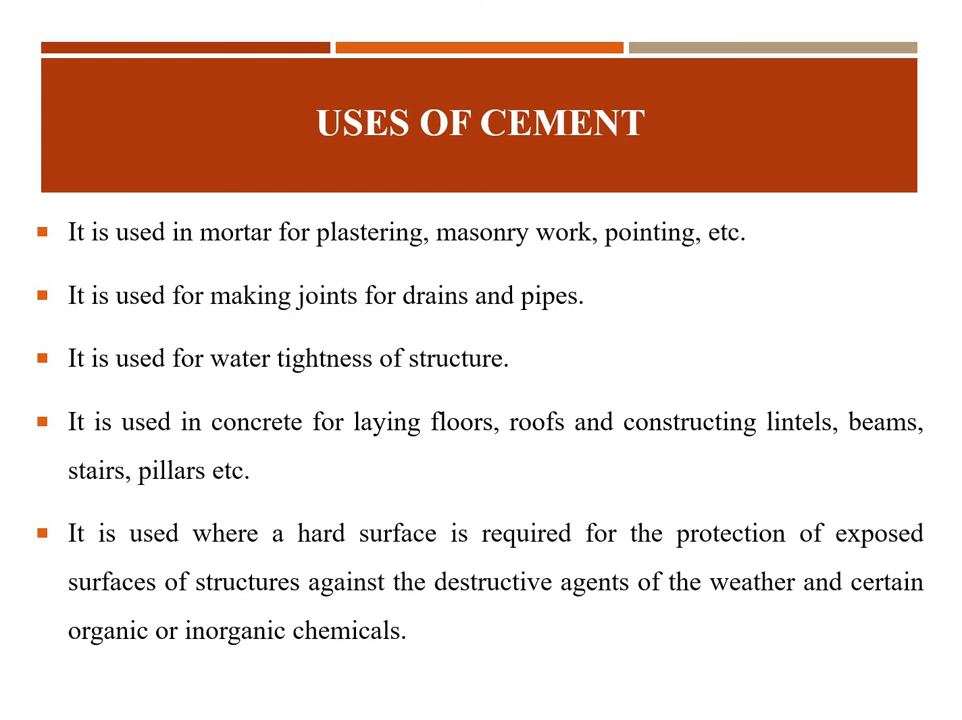 USES OF CEMENT
It is used in mortar for plastering, masonry work, pointing, etc.
It is used for making joints for drains and pipes.
It is used for water tightness of structure.
It is used in concrete for laying floors, roofs and constructing lintels, beams,
stairs, pillars etc.
It is used where a hard surface is required for the protection of exposed
surfaces of structures against the destructive agents of the weather and certain
organic or inorganic chemicals.